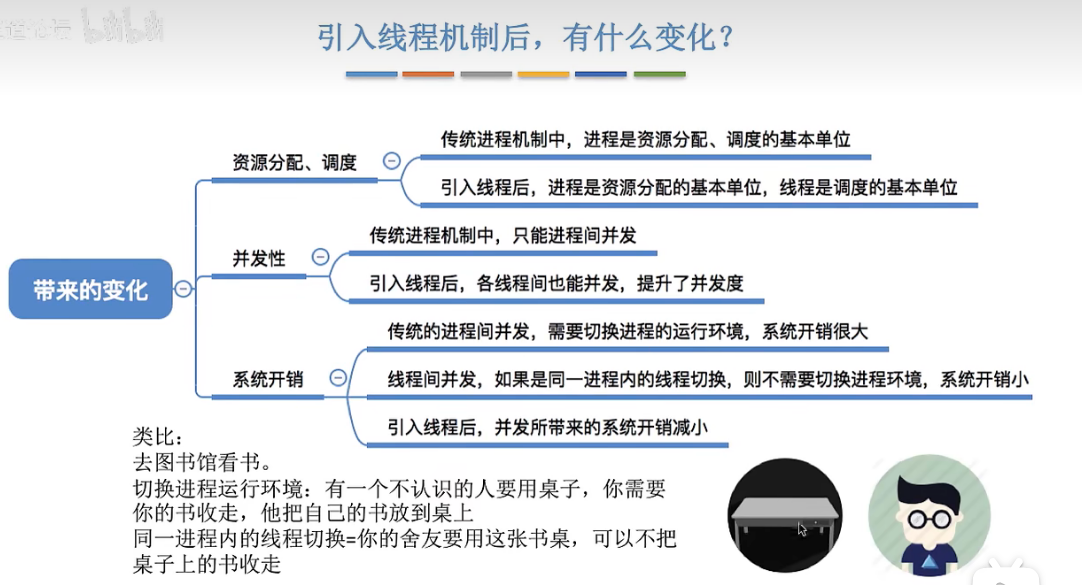 bilibili
引入线程机制后，有什么变化？
带来的变化
资源分配、调度
传统进程机制中，进程是资源分配、调度的基本单位
引入线程后，进程是资源分配的基本单位，线程是调度的基本单位
并发性
传统进程机制中，只能进程间并发
引入线程后，各线程间也能并发，提升了并发度
系统开销
传统的进程间并发，需要切换进程的运行环境，系统开销很大
线程间并发，如果是同一进程内的线程切换，则不需要切换进程环境，系统开销小
引入线程后，并发所带来的系统开销减小
类比：
去图书馆看书。
切换进程运行环境：有一个不认识的人要用桌子，你需要
你的书收走，他把自己的书放到桌上
同一进程内的线程切换=你的舍友要用这张书桌，可以不把
桌子上的书收走